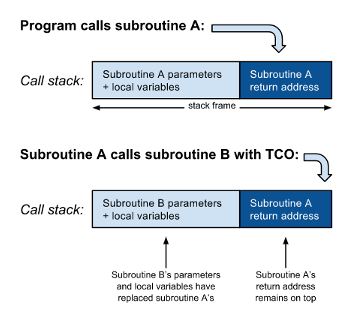 Program calls subroutine A:
Call stack:
Subroutine A parameters
+ local variables
Subroutine A
return address
stack frame
Subroutine A calls subroutine B with TCO:
Call stack:
Subroutine B parameters
+ local variables
Subroutine A
return address
Subroutine B's parameters
and local variables have
replaced subroutine A's
Subroutine A's
return address
remains on top